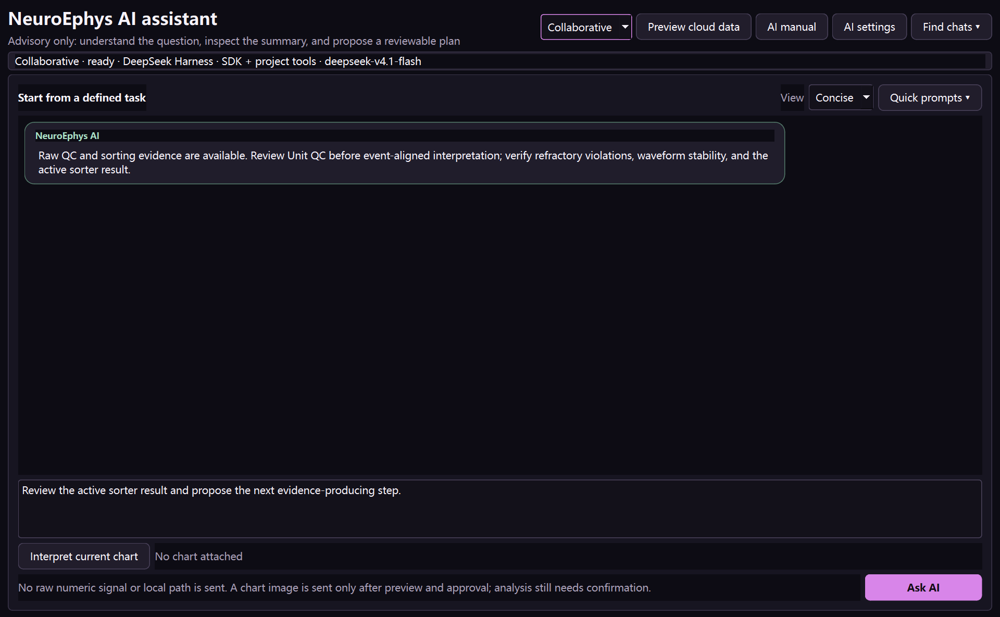 NeuroEphys AI assistant
Advisory only: understand the question, inspect the summary, and propose a reviewable plan
Collaborative
Preview cloud data
AI manual
AI settings
Find chats ▾
Collaborative · ready · DeepSeek Harness · SDK + project tools · deepseek-v4.1-flash
Start from a defined task
View
Concise
Quick prompts ▾
NeuroEphys AI
Raw QC and sorting evidence are available. Review Unit QC before event-aligned interpretation; verify refractory violations, waveform stability, and the
active sorter result.
Review the active sorter result and propose the next evidence-producing step.
Interpret current chart
No chart attached
No raw numeric signal or local path is sent. A chart image is sent only after preview and approval; analysis still needs confirmation.
Ask AI